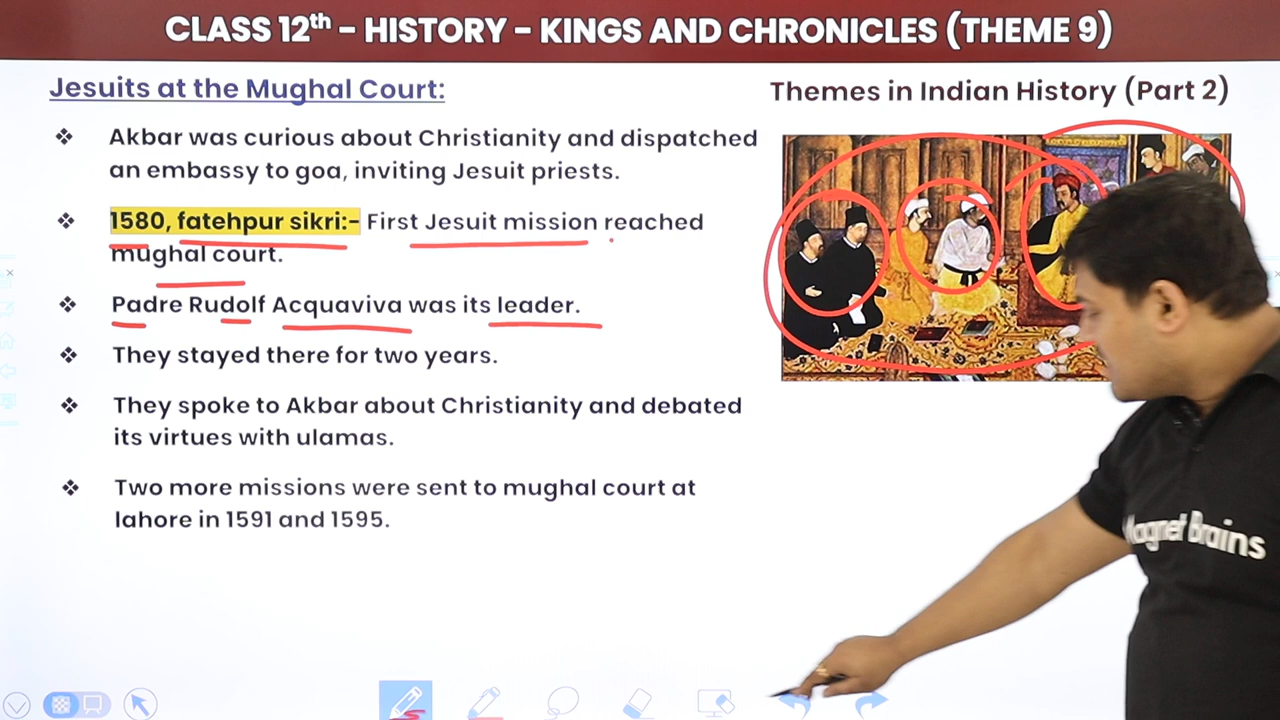 CLASS 12th – HISTORY – KINGS AND CHRONICLES (THEME 9)
Jesuits at the Mughal Court:
Themes in Indian History (Part 2)
❖ Akbar was curious about Christianity and dispatched
an embassy to goa, inviting Jesuit priests.
❖ 1580, fatehpur sikri:- First Jesuit mission reached
mughal court.
❖ Padre Rudolf Acquaviva was its leader.
❖ They stayed there for two years.
❖ They spoke to Akbar about Christianity and debated
its virtues with ulamas.
❖ Two more missions were sent to mughal court at
lahore in 1591 and 1595.
Magnet Brains